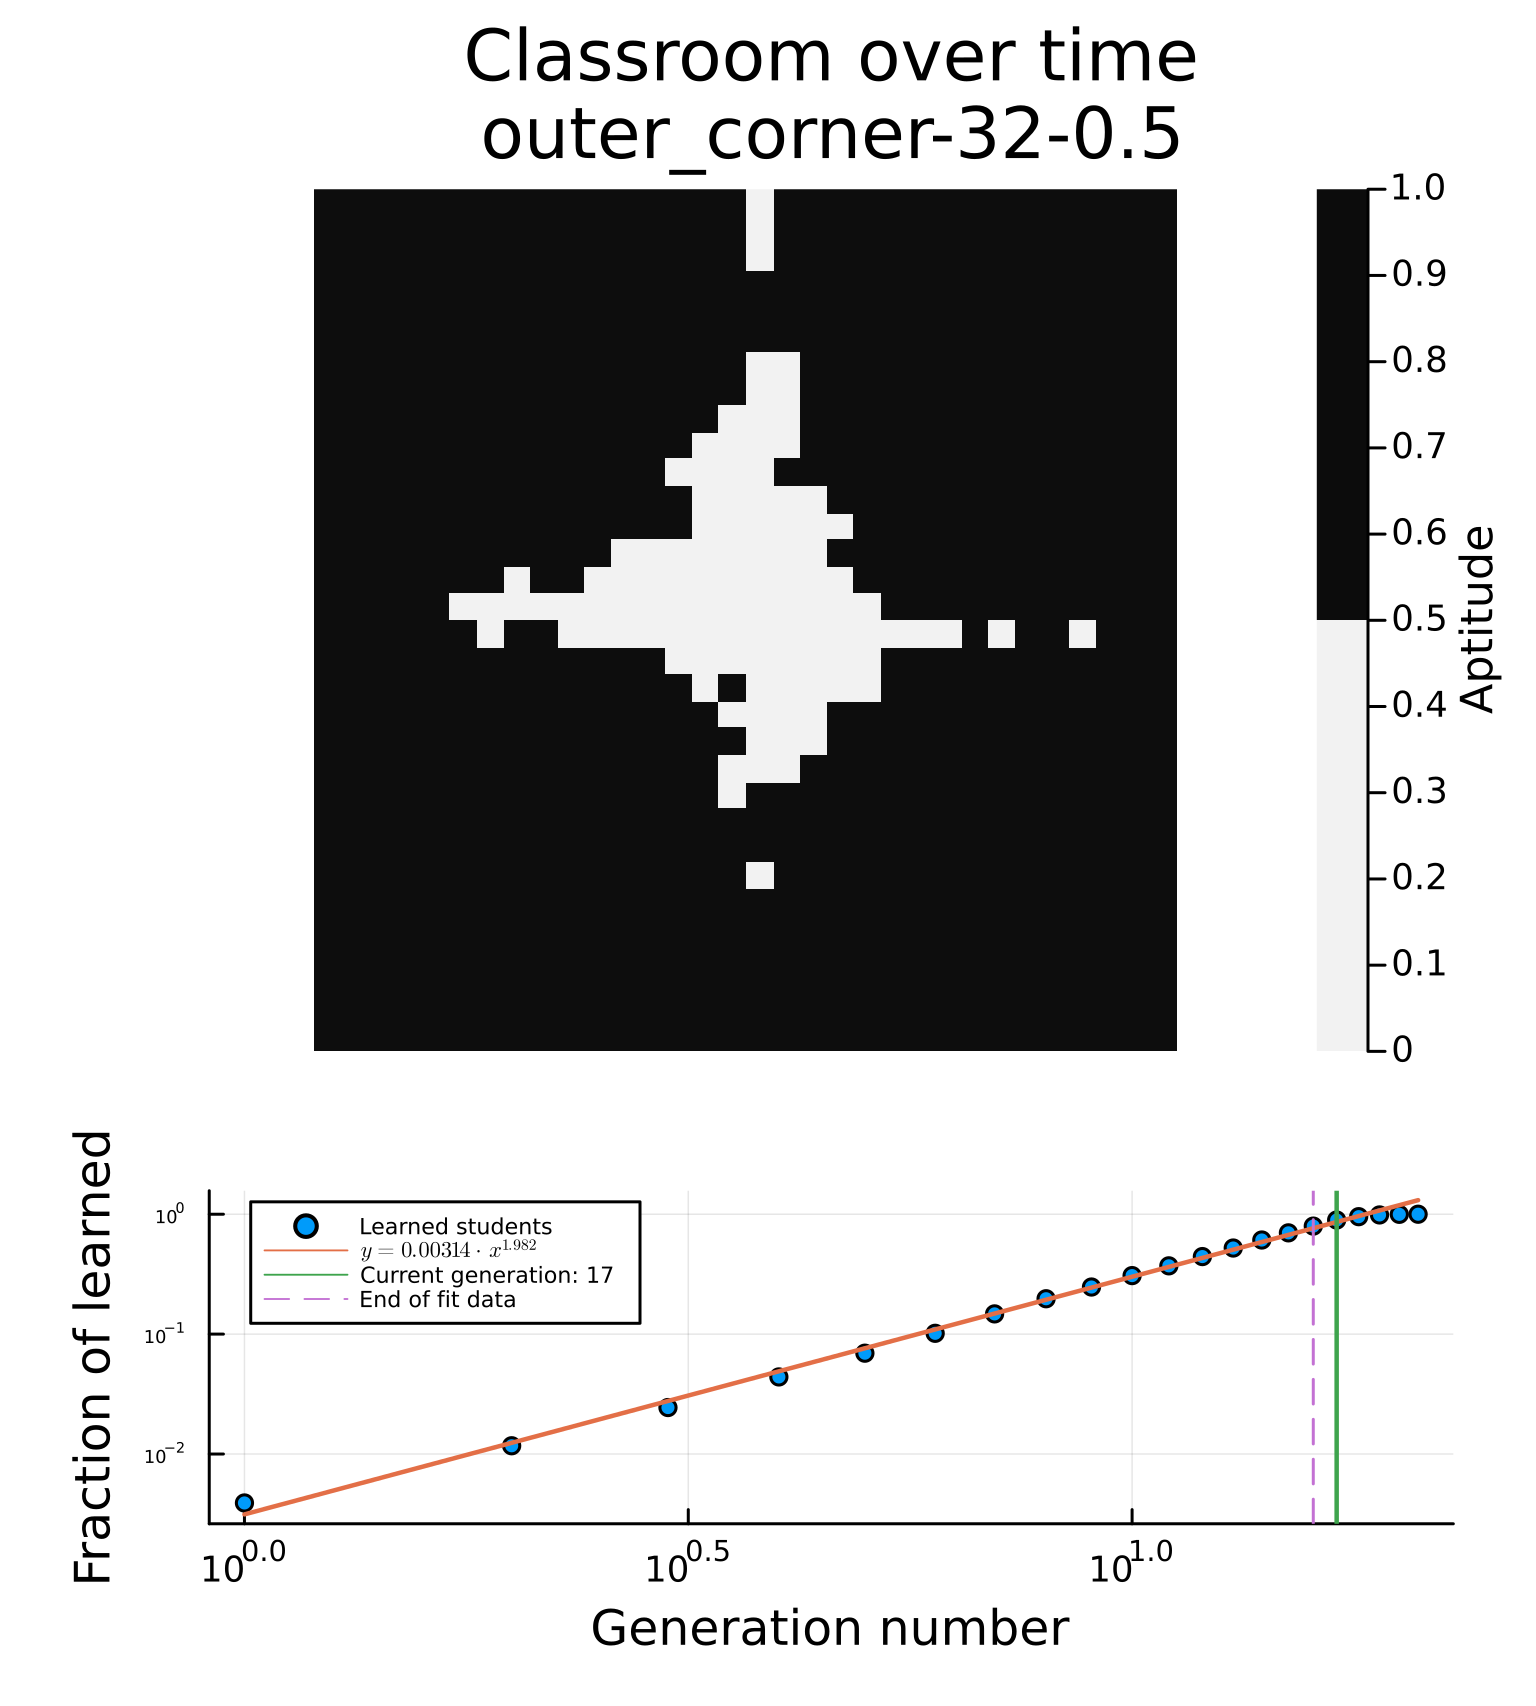 Classroom over time
outer_corner-32-0.5
1.0
0.9
0.8
0.7
0.6
0.5
0.4
0.3
0.2
0.1
0
Aptitude
Fraction of learned
10⁰
10⁻¹
10⁻²
Learned students
y = 0.00314 · x^1.982
Current generation: 17
End of fit data
10^0.0
10^0.5
10^1.0
Generation number